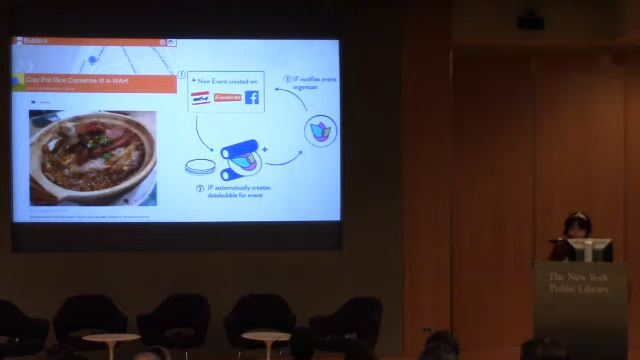 Clay Pot Rice Casserole @ A-WAH!
1
+ New Event created on:
Eventbrite
f
3 IF notifies event
organizer
+
2 IF automatically creates
databubble for event
The New York
Public Library